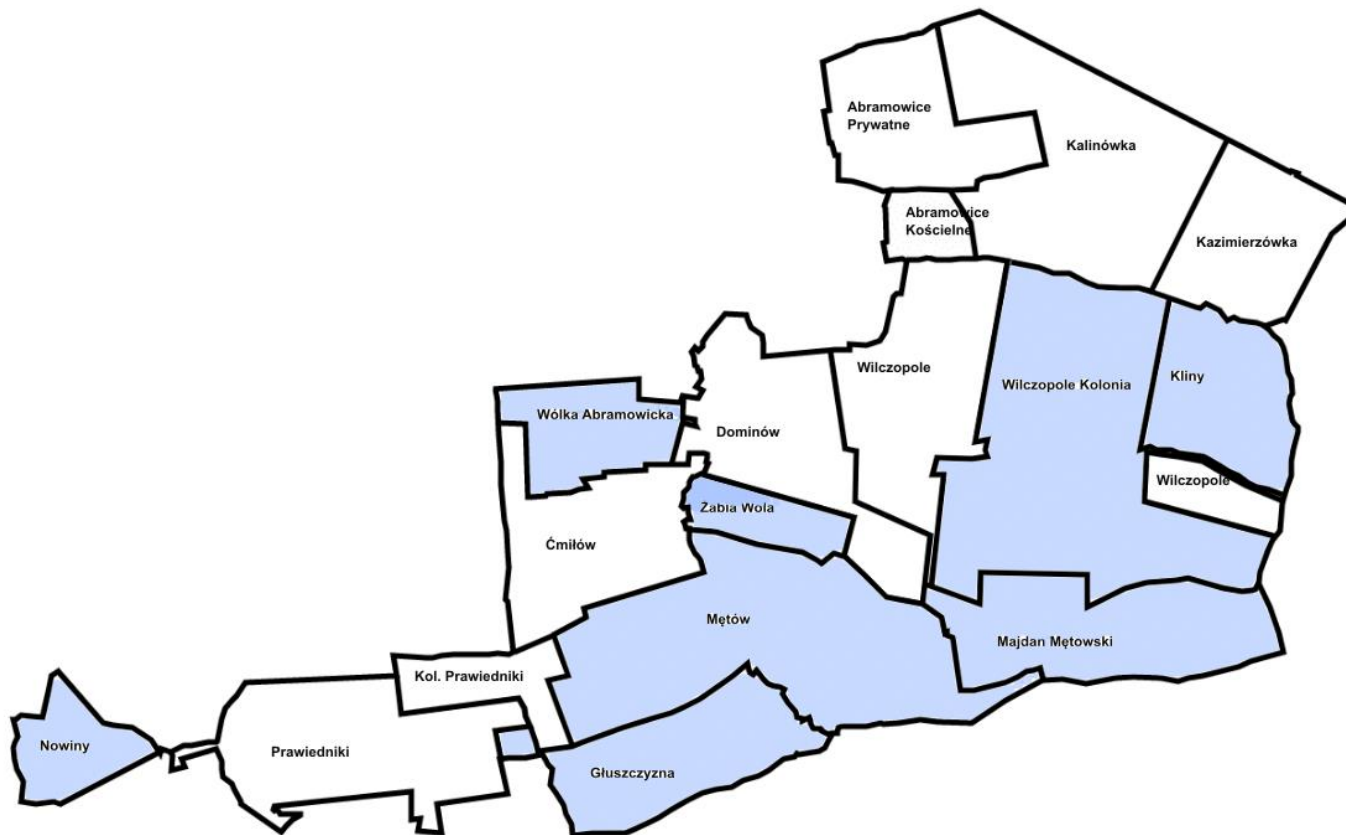 Abramowice
Prywatne
Kalinówka
Abramowice
Kościelne
Kazimierzówka
Wilczopole
Wilczopole Kolonia
Kliny
Wólka Abramowicka
Dominów
Wilczopole
Żabia Wola
Ćmiłów
Mętów
Majdan Mętowski
Kol. Prawiedniki
Nowiny
Prawiedniki
Głuszczyzna